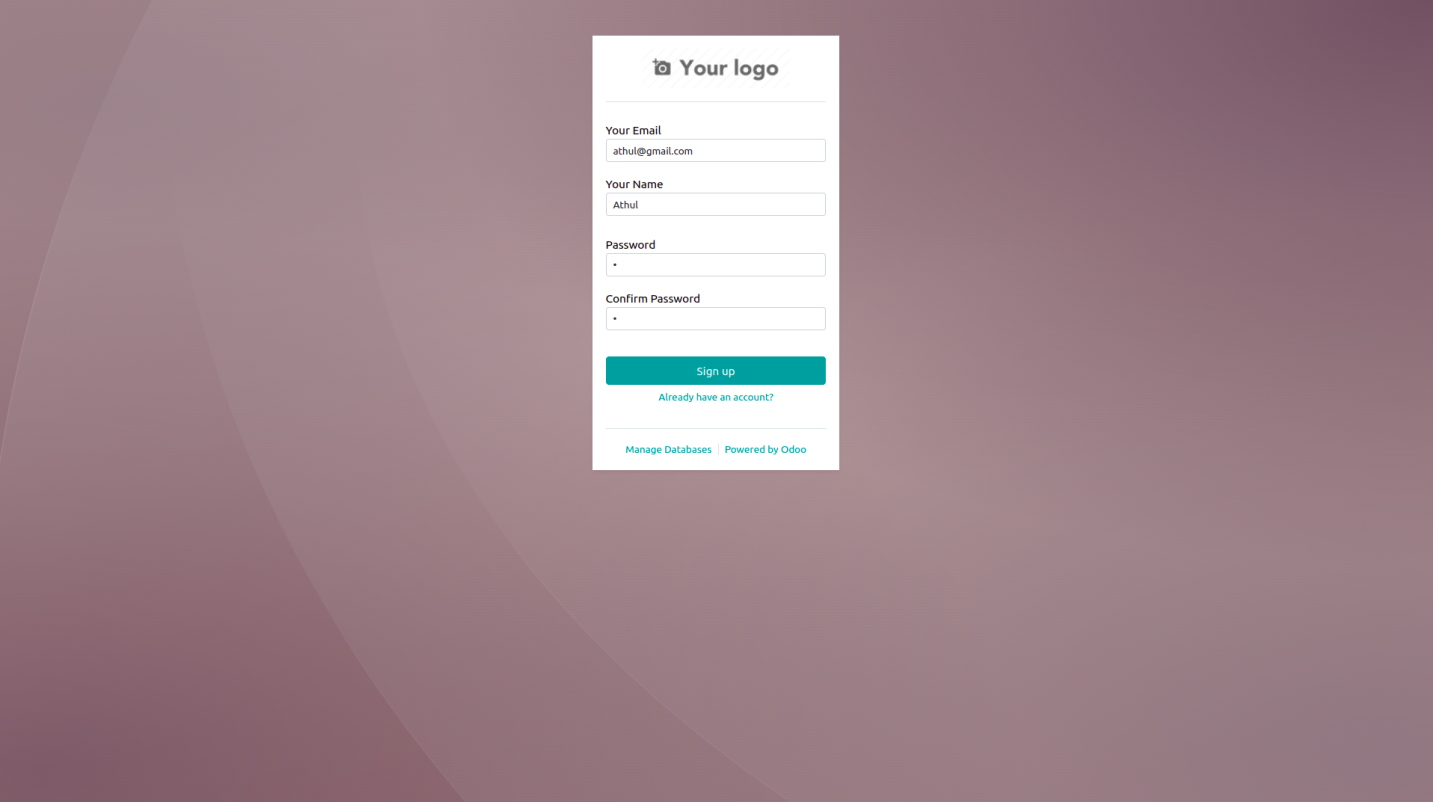 Your logo
Your Email
athul@gmail.com
Your Name
Athul
Password
•
Confirm Password
•
Sign up
Already have an account?
Manage Databases | Powered by Odoo